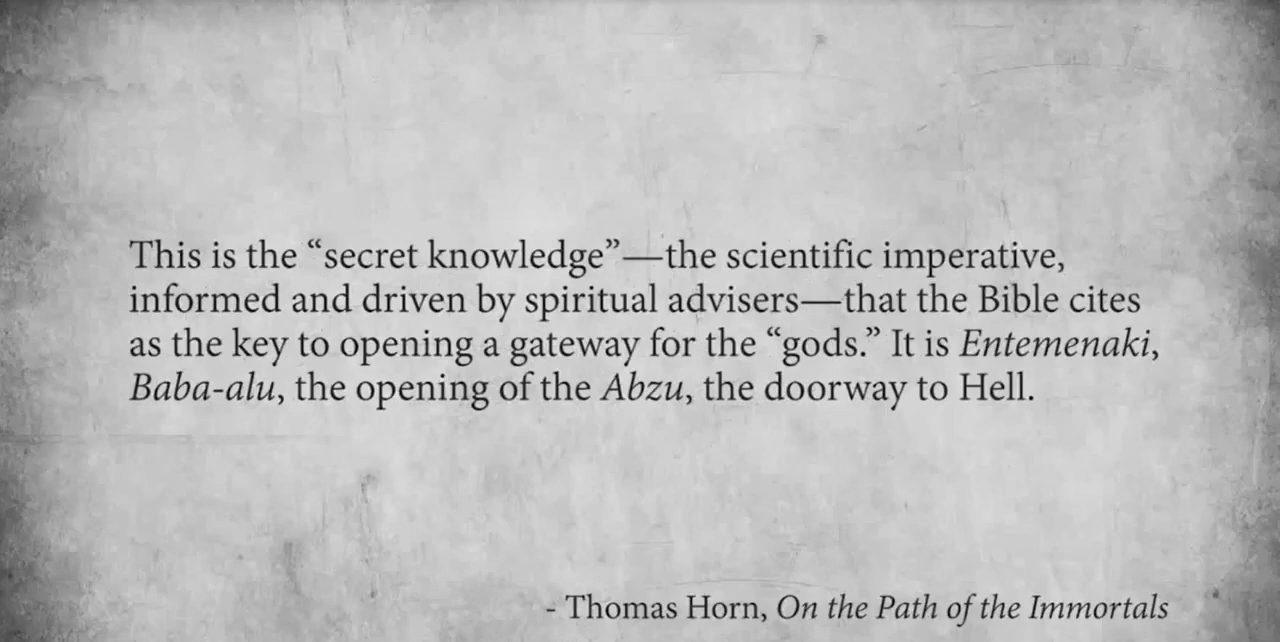 This is the “secret knowledge”—the scientific imperative,
informed and driven by spiritual advisers—that the Bible cites
as the key to opening a gateway for the “gods.” It is Entemenaki,
Baba-alu, the opening of the Abzu, the doorway to Hell.
- Thomas Horn, On the Path of the Immortals